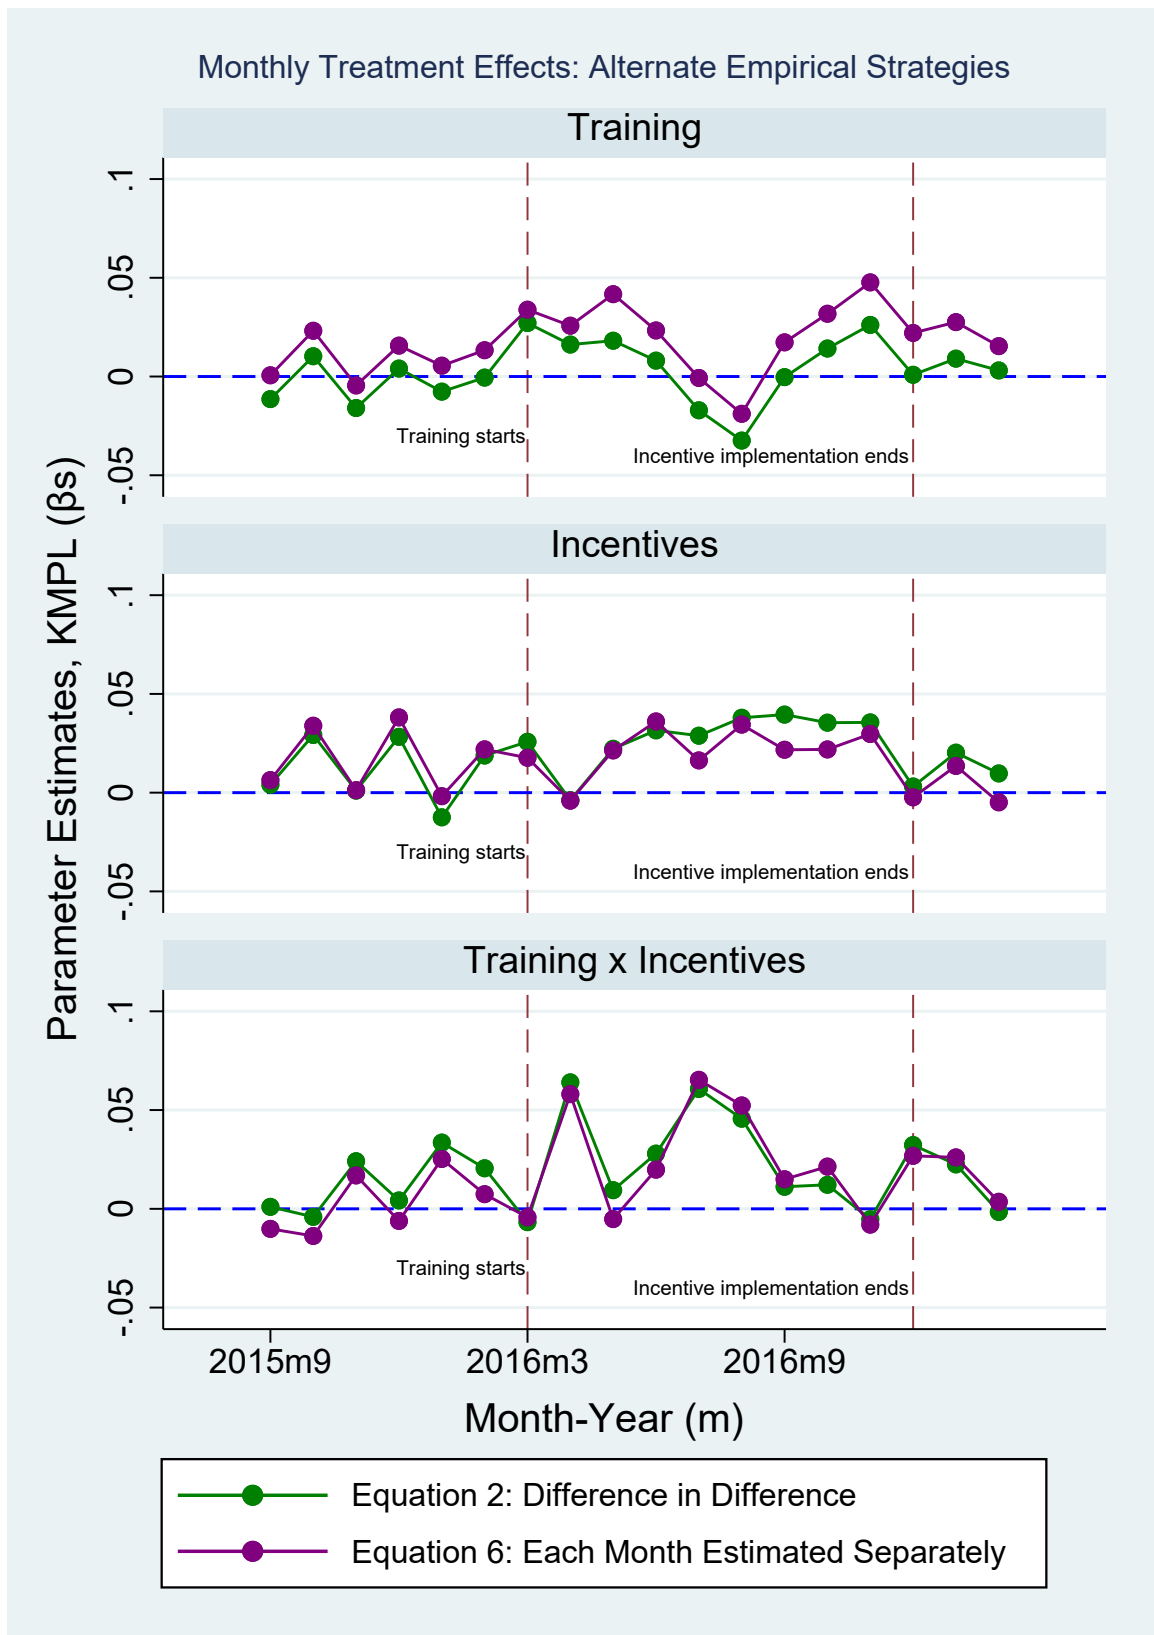 Monthly Treatment Effects: Alternate Empirical Strategies
Training
.1
.05
0
-.05
Training starts
Incentive implementation ends
Incentives
.1
.05
0
-.05
Training starts
Incentive implementation ends
Training x Incentives
.1
.05
0
-.05
Training starts
Incentive implementation ends
Parameter Estimates, KMPL (βs)
2015m9 2016m3 2016m9
Month-Year (m)
Equation 2: Difference in Difference
Equation 6: Each Month Estimated Separately